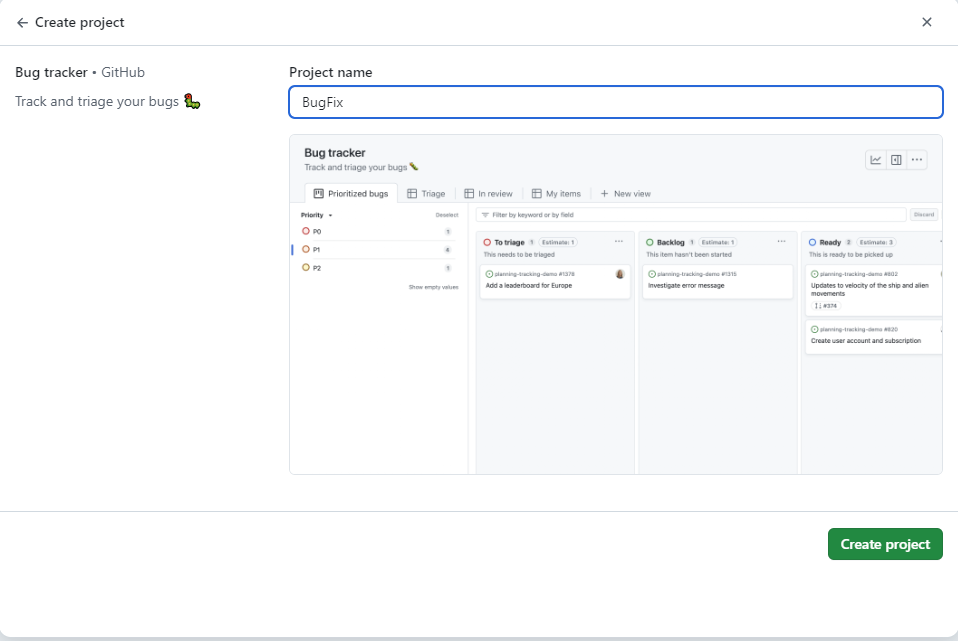 Create project
Bug tracker • GitHub
Track and triage your bugs
Project name
BugFix
Bug tracker
Track and triage your bugs
Prioritized bugs
Triage
In review
My items
New view
Priority
Deselect
Filter by keyword or by field
Discard
P0 1
P1 4
P2 1
Show empty values
To triage 1 Estimate: 1
This needs to be triaged
planning-tracking-demo #1378
Add a leaderboard for Europe
Backlog 1 Estimate: 1
This item hasn't been started
planning-tracking-demo #1315
Investigate error message
Ready Estimate: 3
This is ready to be picked up
planning-tracking-demo #802
Updates to velocity of the ship and alien
movements
#374
planning-tracking-demo #820
Create user account and subscription
Create project